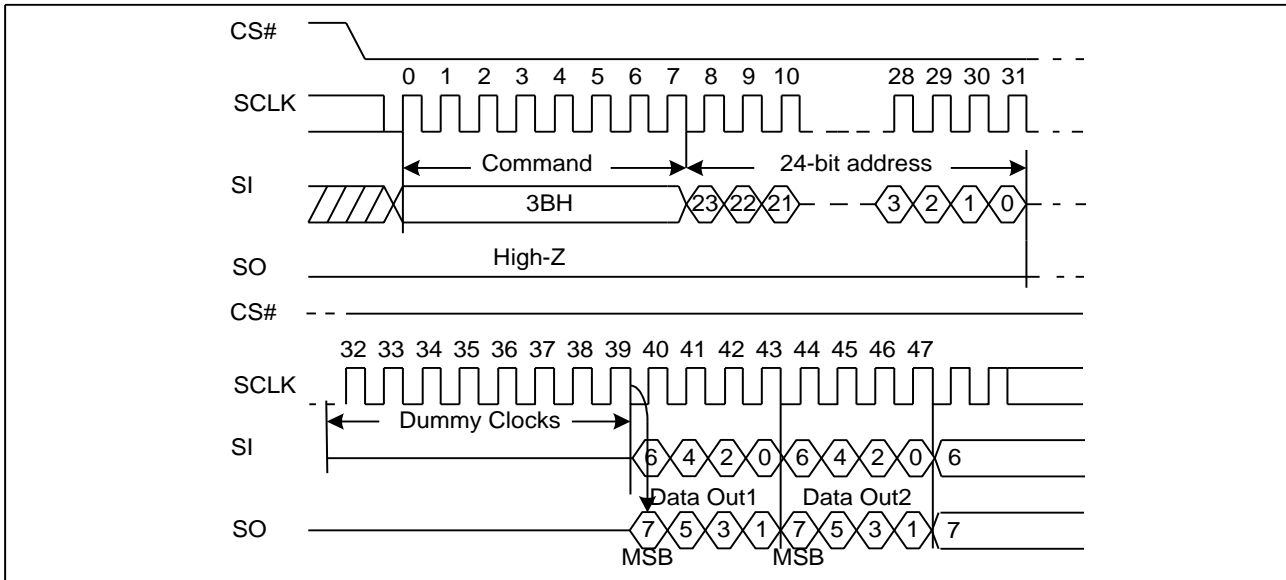 CS#
0 1 2 3 4 5 6 7 8 9 10 28 29 30 31
SCLK
Command 24-bit address
SI
3BH 23 22 21 3 2 1 0
High-Z
SO
CS#
32 33 34 35 36 37 38 39 40 41 42 43 44 45 46 47
SCLK
Dummy Clocks
SI
6 4 2 0 6 4 2 0 6
Data Out1 Data Out2
SO
7 5 3 1 7 5 3 1 7
MSB MSB